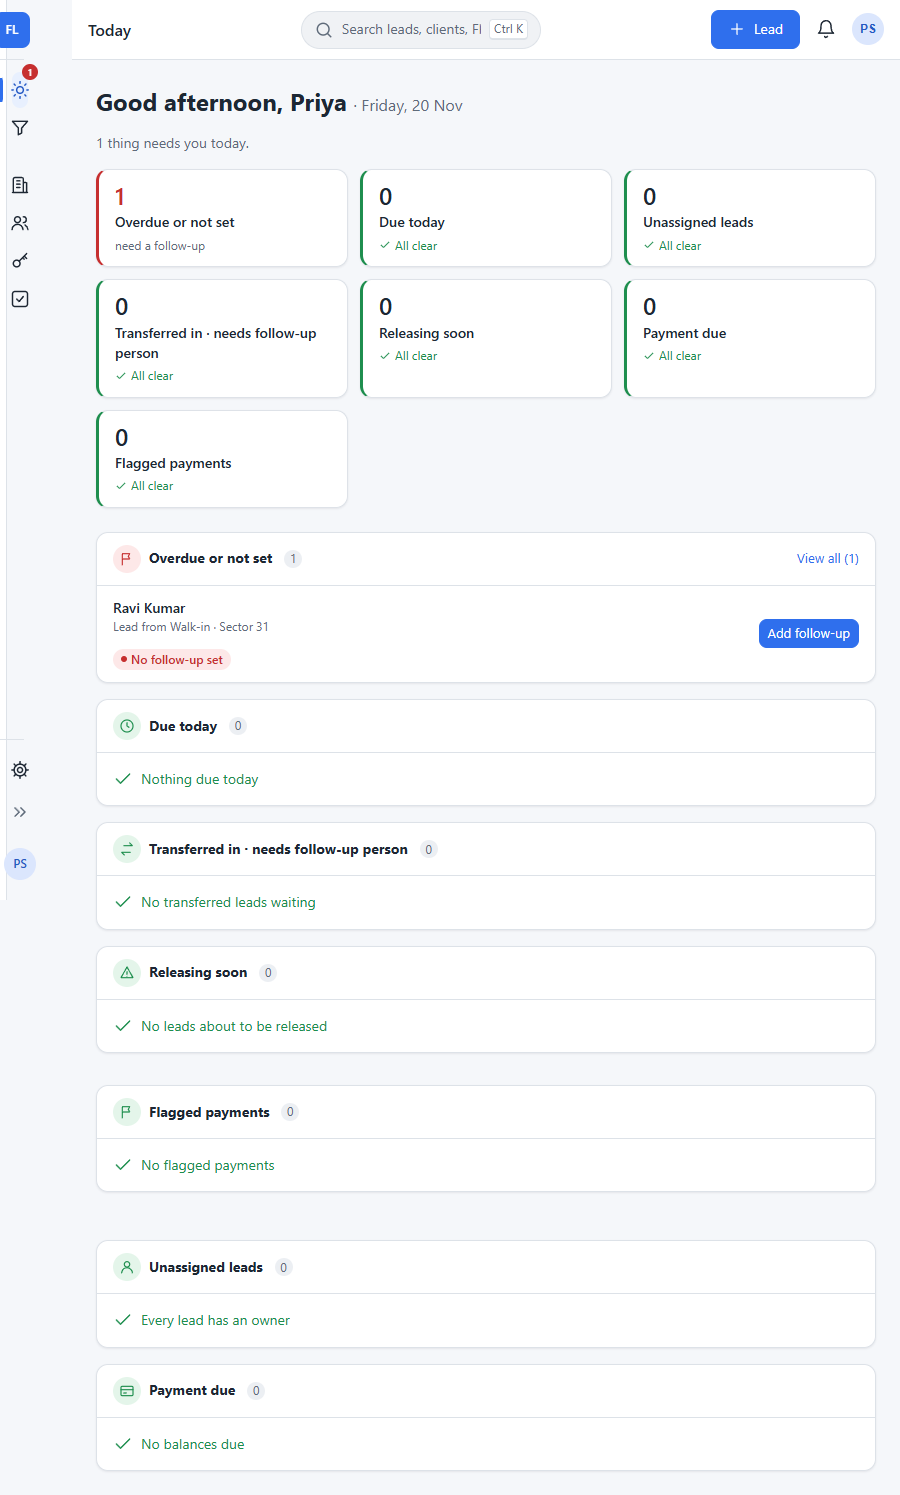 FL
Today
Search leads, clients, Fl
Ctrl K
Lead
PS
1
Good afternoon, Priya · Friday, 20 Nov
1 thing needs you today.
1
Overdue or not set
need a follow-up
0
Due today
All clear
0
Unassigned leads
All clear
0
Transferred in · needs follow-up
person
All clear
0
Releasing soon
All clear
0
Payment due
All clear
0
Flagged payments
All clear
Overdue or not set 1
View all (1)
Ravi Kumar
Lead from Walk-in · Sector 31
No follow-up set
Add follow-up
Due today 0
Nothing due today
Transferred in · needs follow-up person 0
No transferred leads waiting
Releasing soon 0
No leads about to be released
Flagged payments 0
No flagged payments
Unassigned leads 0
Every lead has an owner
Payment due 0
No balances due
PS